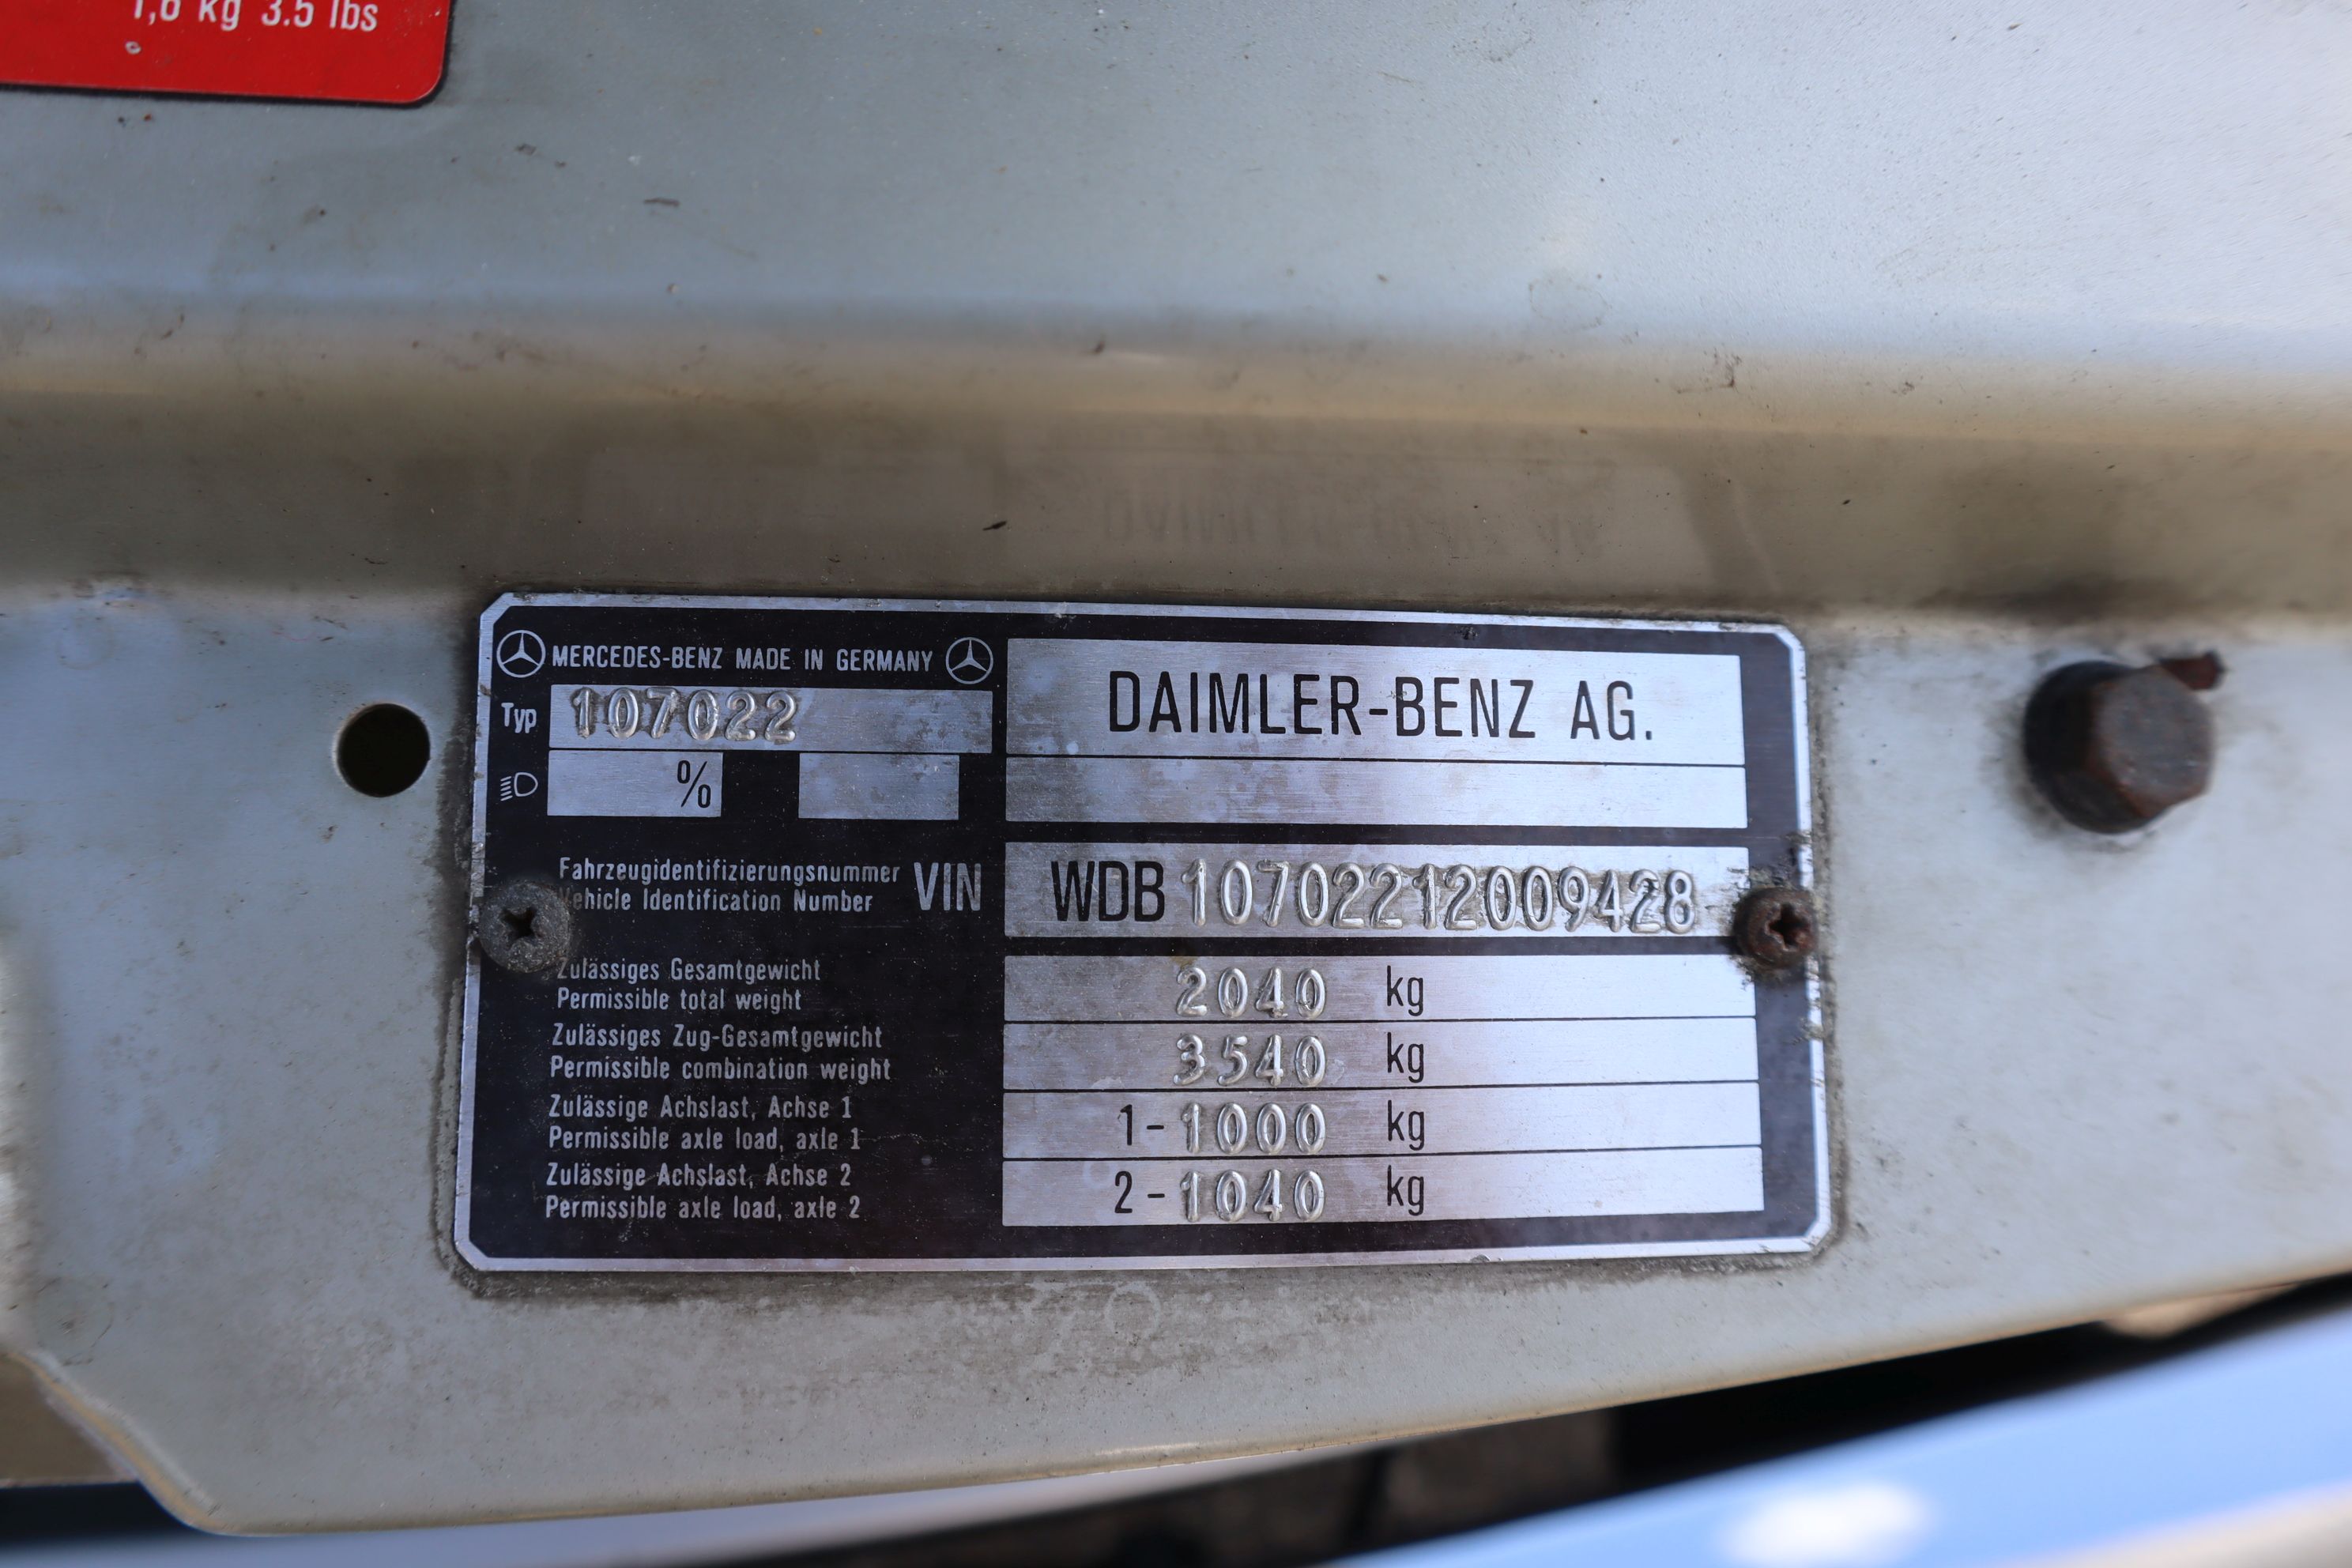 1,6 kg 3.5 lbs
MERCEDES-BENZ MADE IN GERMANY
DAIMLER-BENZ AG.
Typ 107022
%
Fahrzeugidentifizierungsnummer
Vehicle Identification Number
VIN WDB 10702212009428
Zulässiges Gesamtgewicht
Permissible total weight
2040 kg
Zulässiges Zug-Gesamtgewicht
Permissible combination weight
3540 kg
Zulässige Achslast, Achse 1
Permissible axle load, axle 1
1-1000 kg
Zulässige Achslast, Achse 2
Permissible axle load, axle 2
2-1040 kg